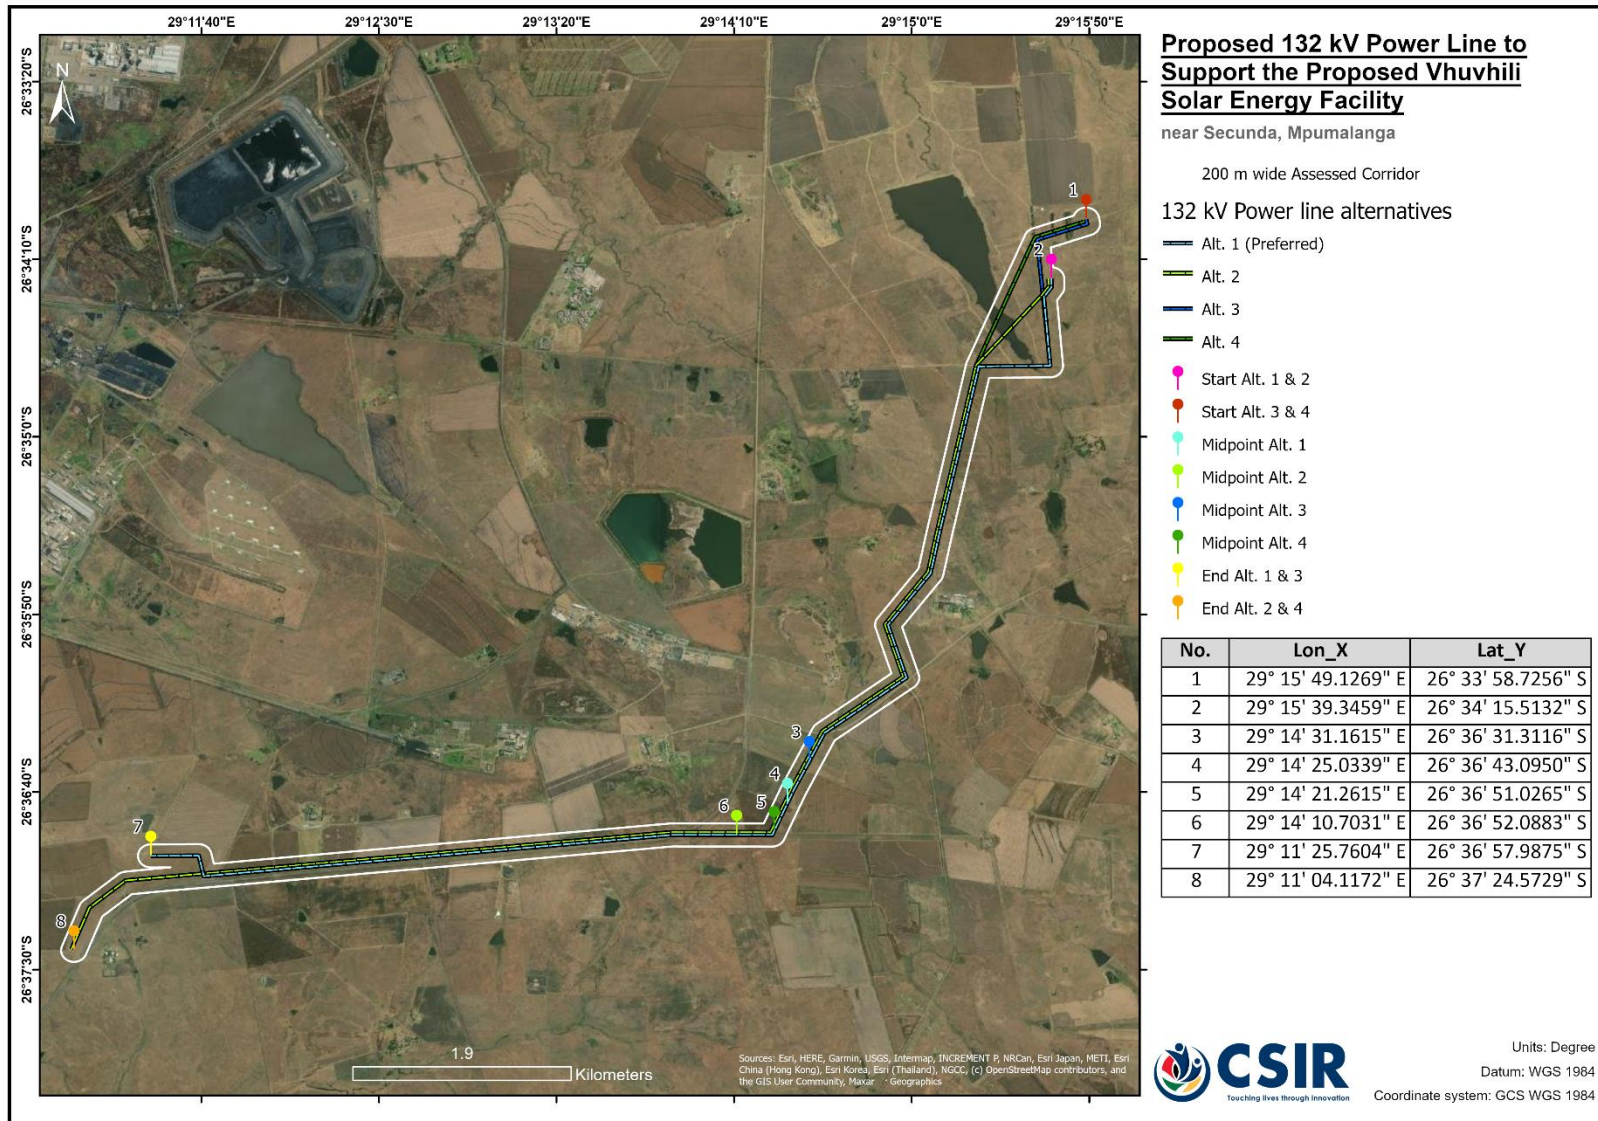 29°11'40"E 29°12'30"E 29°13'20"E 29°14'10"E 29°15'0"E 29°15'50"E
26°33'20"S
26°34'10"S
26°35'0"S
26°35'50"S
26°36'40"S
26°37'30"S
N
1
2
3
4
5
6
7
8
1.9
Kilometers
Sources: Esri, HERE, Garmin, USGS, Intermap, INCREMENT P, NRCan, Esri Japan, METI, Esri
China (Hong Kong), Esri Korea, Esri (Thailand), NGCC, (c) OpenStreetMap contributors, and
the GIS User Community, Maxar Geographics
Proposed 132 kV Power Line to
Support the Proposed Vhuvhili
Solar Energy Facility
near Secunda, Mpumalanga
200 m wide Assessed Corridor
132 kV Power line alternatives
Alt. 1 (Preferred)
Alt. 2
Alt. 3
Alt. 4
Start Alt. 1 & 2
Start Alt. 3 & 4
Midpoint Alt. 1
Midpoint Alt. 2
Midpoint Alt. 3
Midpoint Alt. 4
End Alt. 1 & 3
End Alt. 2 & 4
No. Lon_X Lat_Y
1 29° 15' 49.1269" E 26° 33' 58.7256" S
2 29° 15' 39.3459" E 26° 34' 15.5132" S
3 29° 14' 31.1615" E 26° 36' 31.3116" S
4 29° 14' 25.0339" E 26° 36' 43.0950" S
5 29° 14' 21.2615" E 26° 36' 51.0265" S
6 29° 14' 10.7031" E 26° 36' 52.0883" S
7 29° 11' 25.7604" E 26° 36' 57.9875" S
8 29° 11' 04.1172" E 26° 37' 24.5729" S
CSIR
Touching lives through innovation
Units: Degree
Datum: WGS 1984
Coordinate system: GCS WGS 1984